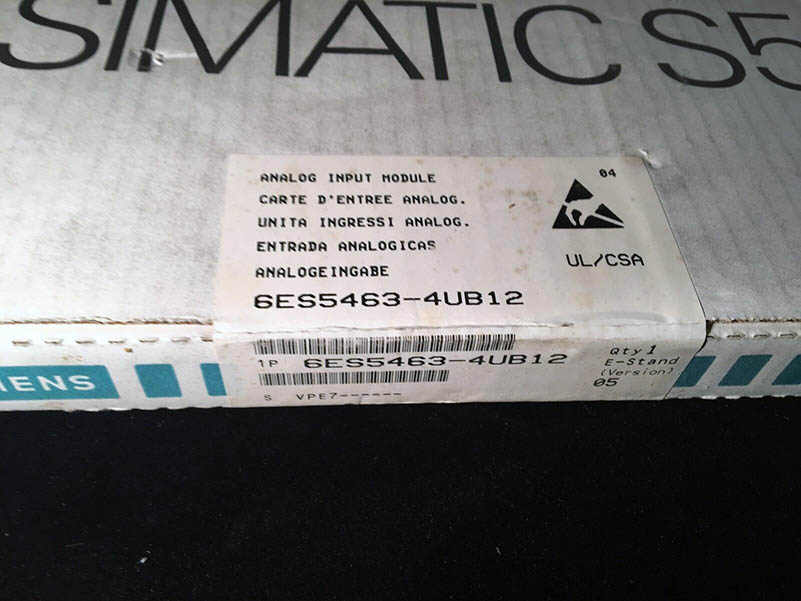 SIMATIC S5
ANALOG INPUT MODULE
04
CARTE D'ENTREE ANALOG.
UNITA INGRESSI ANALOG.
ENTRADA ANALOGICAS
ANALOGEINGABE
UL/CSA
6ES5463-4UB12
1P 6ES5463-4UB12
Qty 1
E-Stand
(Version)
05
S VPE7------
IENS